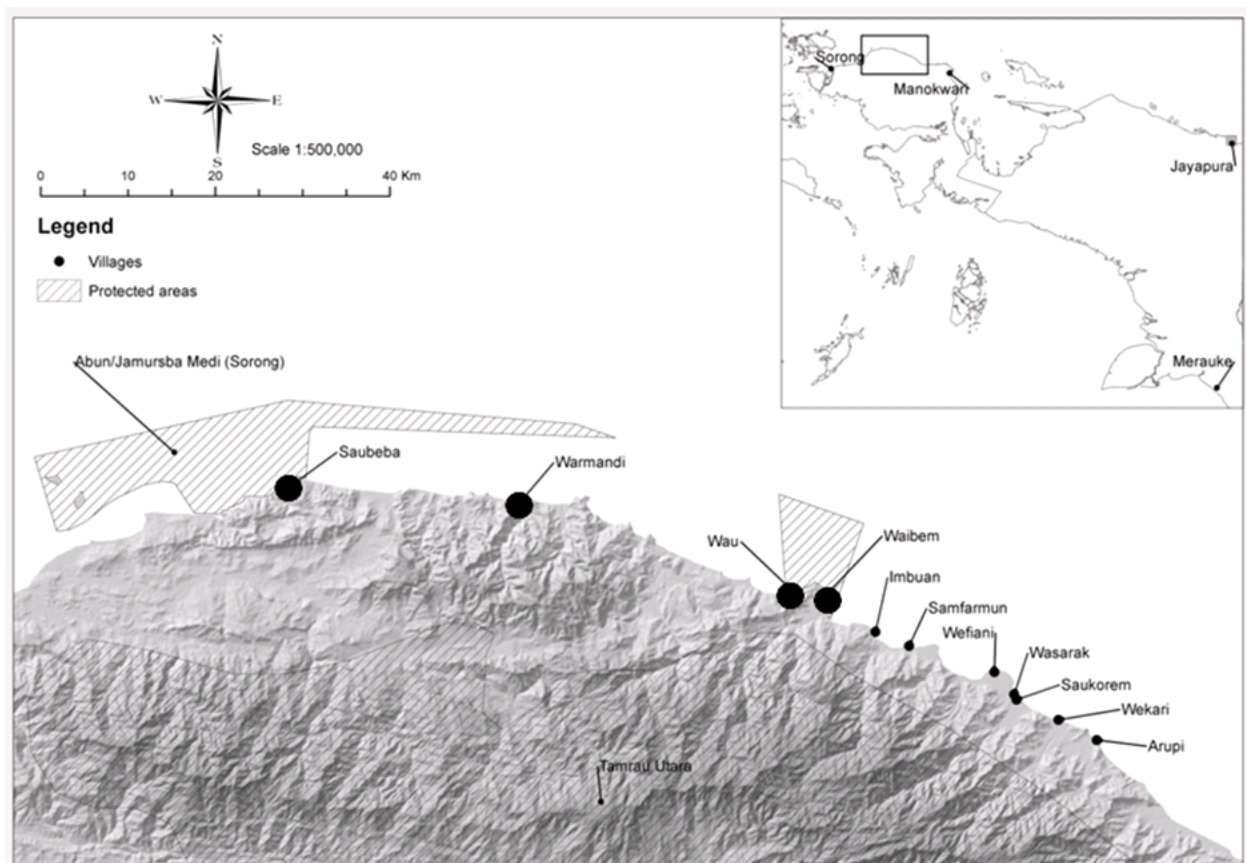 N
W E
S
Scale 1:500,000
0 20 40 Km
Legend
Villages
Protected areas
Sorong
Manokwari
Jayapura
Merauke
Abun/Jamursba Medi (Sorong)
Saubeba
Warmandi
Wau
Waibem
Imbuan
Samfarmun
Wefiani
Wasarak
Saukorem
Wekari
Arupi
Tamrau Utara